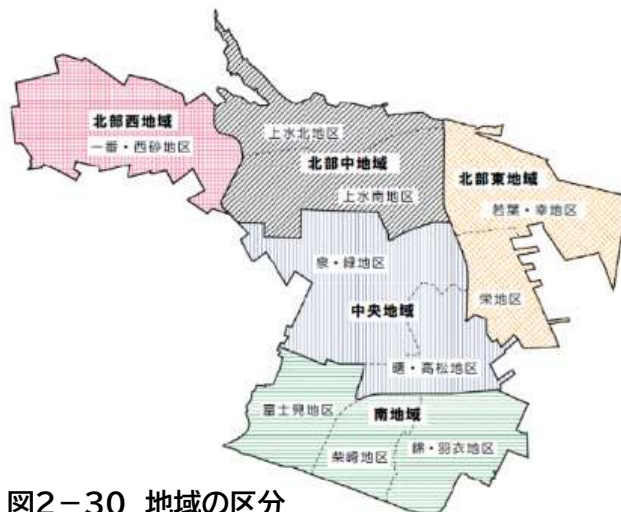 北部西地域
一番・西砂地区
上水北地区
北部中地域
上水南地区
北部東地域
若葉・幸地区
泉・緑地区
栄地区
中央地域
曙・高松地区
富士見地区
南地域
柴崎地区
錦・羽衣地区
図2－30 地域の区分